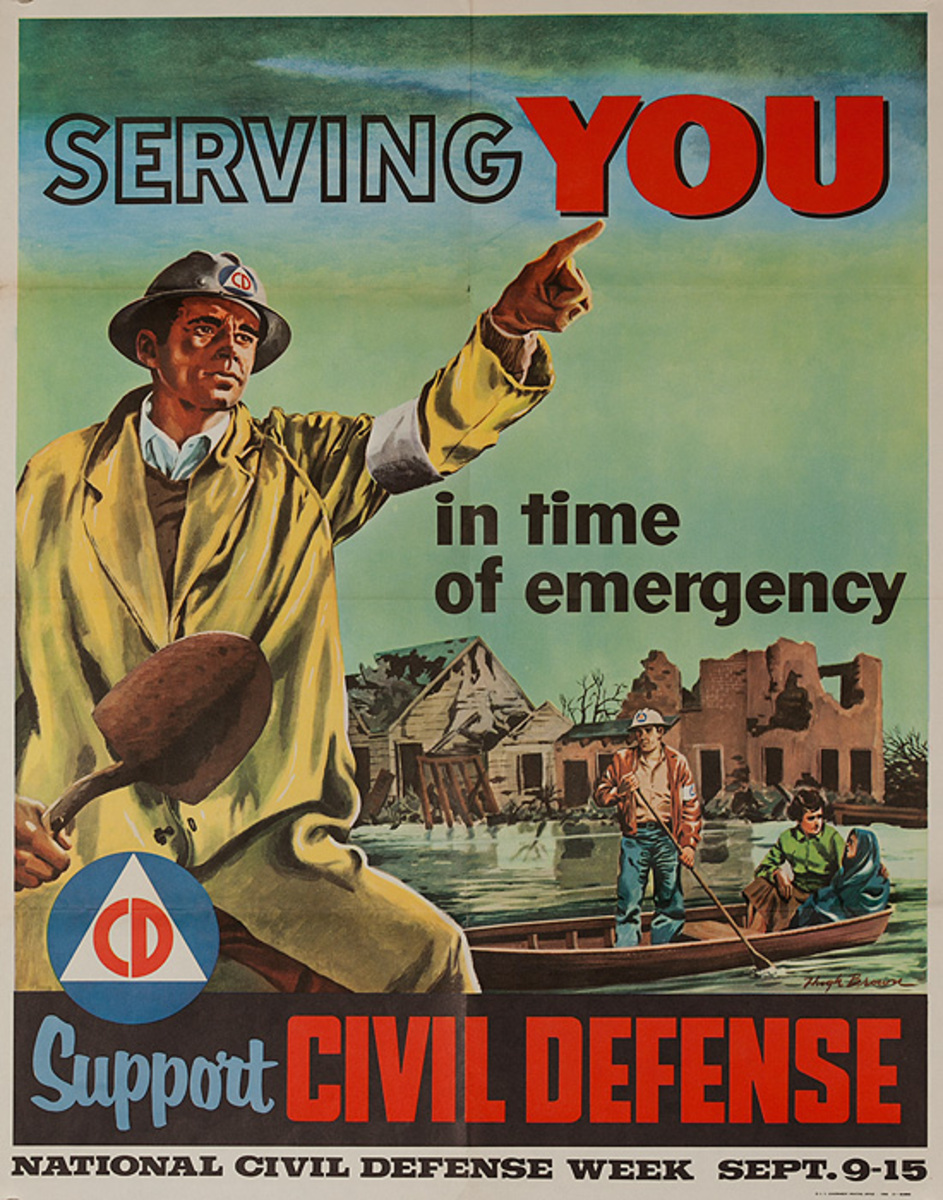 SERVING YOU
CD
in time
of emergency
Hugh Brown
CD
Support CIVIL DEFENSE
NATIONAL CIVIL DEFENSE WEEK SEPT. 9-15